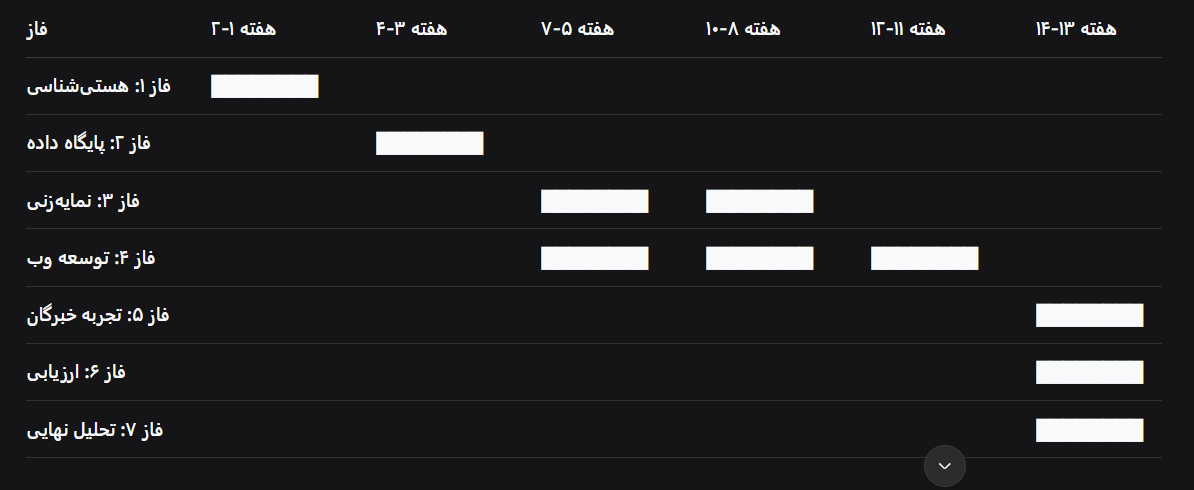 فاز هفته ۱-۲ هفته ۳-۴ هفته ۵-۷ هفته ۸-۱۰ هفته ۱۱-۱۲ هفته ۱۳-۱۴
فاز ۱: هستی‌شناسی
فاز ۲: پایگاه داده
فاز ۳: نمایه‌زنی
فاز ۴: توسعه وب
فاز ۵: تجربه خبرگان
فاز ۶: ارزیابی
فاز ۷: تحلیل نهایی